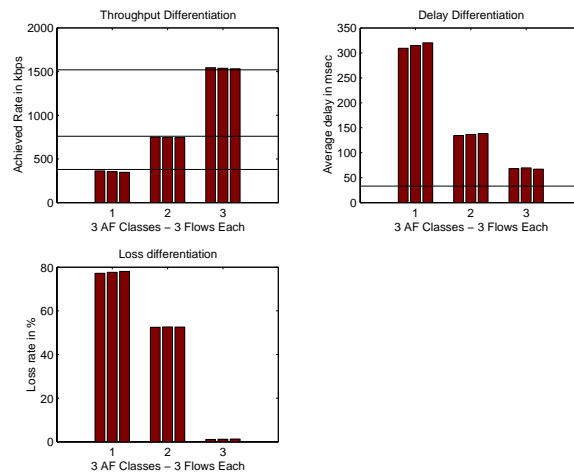 Throughput Differentiation
Achieved Rate in kbps
2000
1500
1000
500
0
1 2 3
3 AF Classes – 3 Flows Each
Delay Differentiation
Average delay in msec
350
300
250
200
150
100
50
0
1 2 3
3 AF Classes – 3 Flows Each
Loss differentiation
Loss rate in %
80
60
40
20
0
1 2 3
3 AF Classes – 3 Flows Each